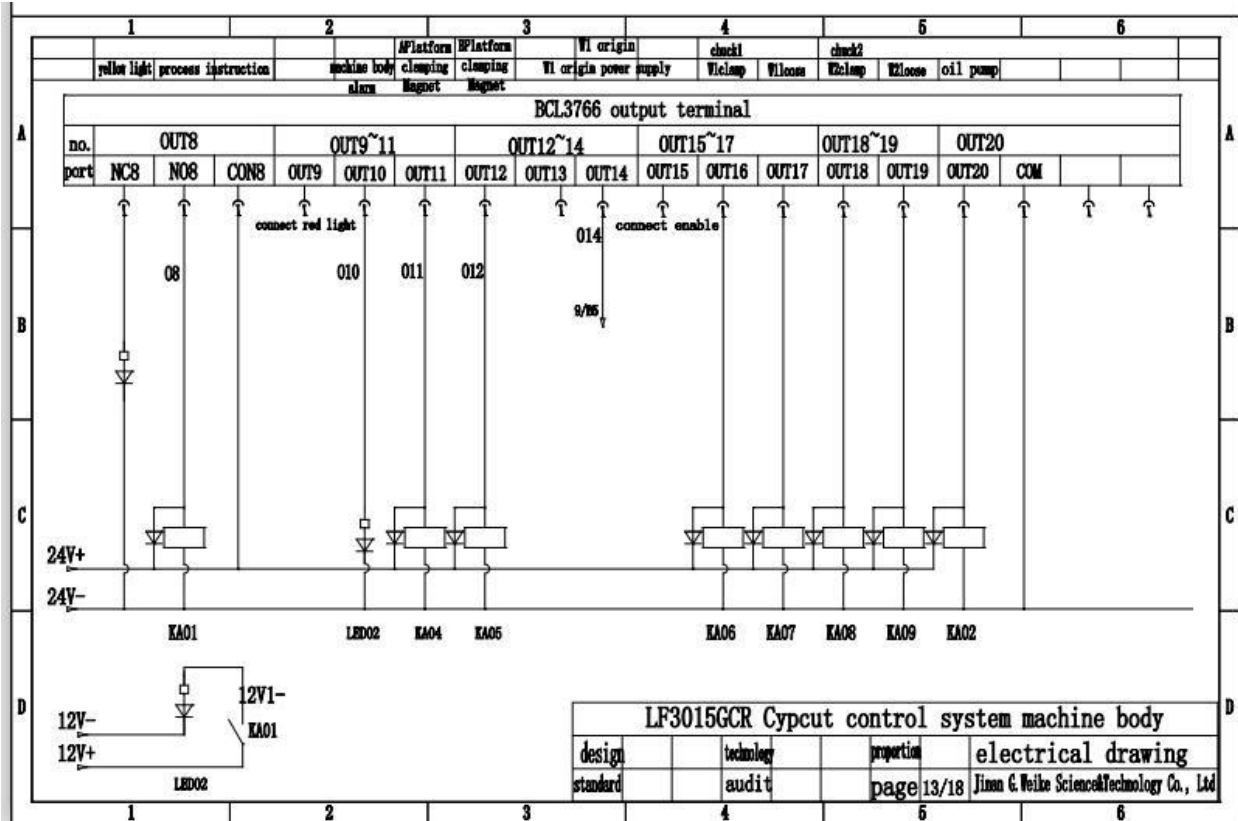 1 2 3 4 5 6
APlatform BPlatform W1 origin chuck1 chuck2
yellow light process instruction machine body clamping clamping W1 origin power supply W1clamp W1loose W2clamp W2loose oil pump
alarm Magnet Magnet
BCL3766 output terminal
A A
no. OUT8 OUT9~11 OUT12~14 OUT15~17 OUT18~19 OUT20
port NC8 NO8 CON8 OUT9 OUT10 OUT11 OUT12 OUT13 OUT14 OUT15 OUT16 OUT17 OUT18 OUT19 OUT20 COM
connect red light connect enable
014
08 010 011 012
9/B5
B B
C C
24V+
24V-
KA01 LED02 KA04 KA05 KA06 KA07 KA08 KA09 KA02
12V1-
D D
12V-
KA01
12V+
LED02
LF3015GCR Cypcut control system machine body
design technology proportion electrical drawing
standard audit page 13/18 Jinan G.Weike Science&Technology Co., Ltd
1 2 3 4 5 6